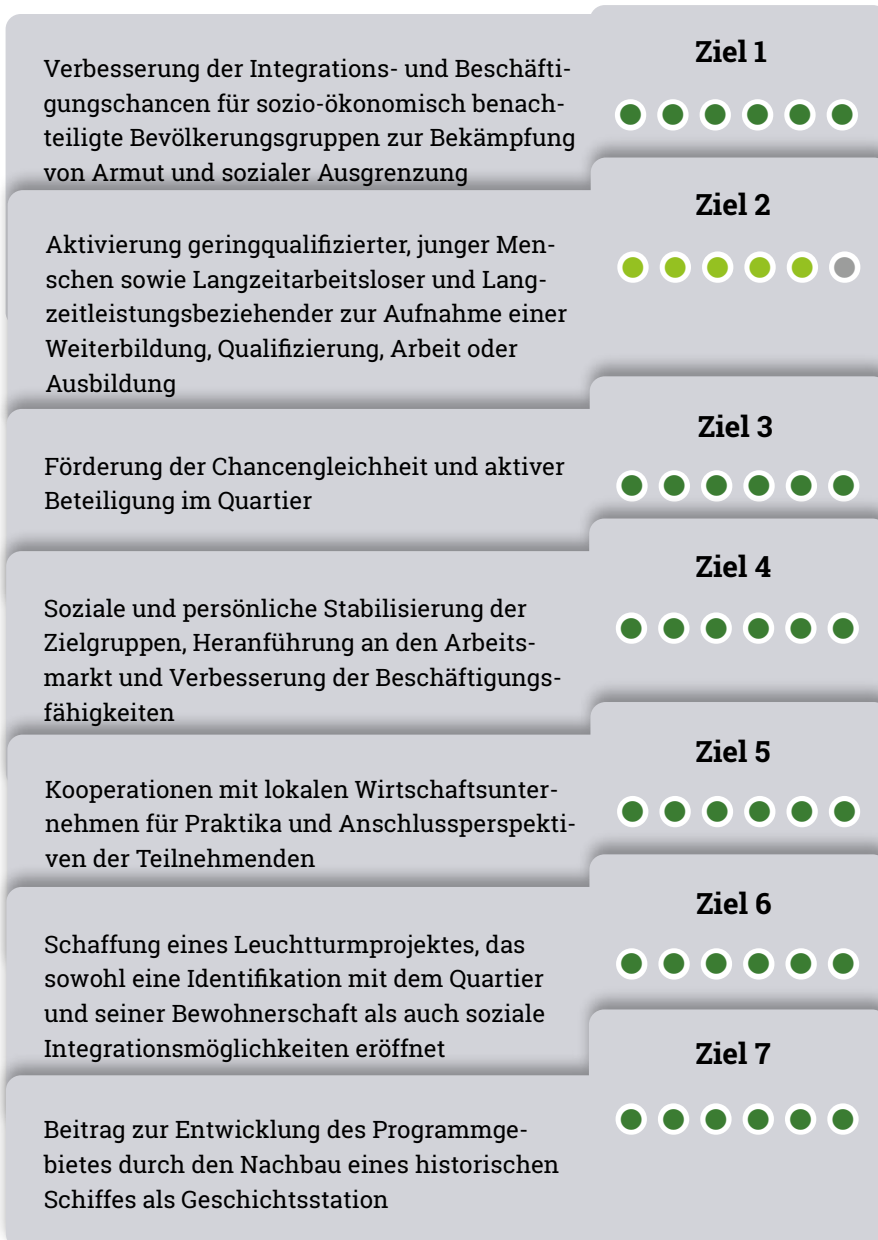 Ziel 1
Verbesserung der Integrations- und Beschäfti-
gungschancen für sozio-ökonomisch benach-
teiligte Bevölkerungsgruppen zur Bekämpfung
von Armut und sozialer Ausgrenzung
Ziel 2
Aktivierung geringqualifizierter, junger Men-
schen sowie Langzeitarbeitsloser und Lang-
zeitleistungsbeziehender zur Aufnahme einer
Weiterbildung, Qualifizierung, Arbeit oder
Ausbildung
Ziel 3
Förderung der Chancengleichheit und aktiver
Beteiligung im Quartier
Ziel 4
Soziale und persönliche Stabilisierung der
Zielgruppen, Heranführung an den Arbeits-
markt und Verbesserung der Beschäftigungs-
fähigkeiten
Ziel 5
Kooperationen mit lokalen Wirtschaftsunter-
nehmen für Praktika und Anschlussperspekti-
ven der Teilnehmenden
Ziel 6
Schaffung eines Leuchtturmprojektes, das
sowohl eine Identifikation mit dem Quartier
und seiner Bewohnerschaft als auch soziale
Integrationsmöglichkeiten eröffnet
Ziel 7
Beitrag zur Entwicklung des Programmge-
bietes durch den Nachbau eines historischen
Schiffes als Geschichtsstation